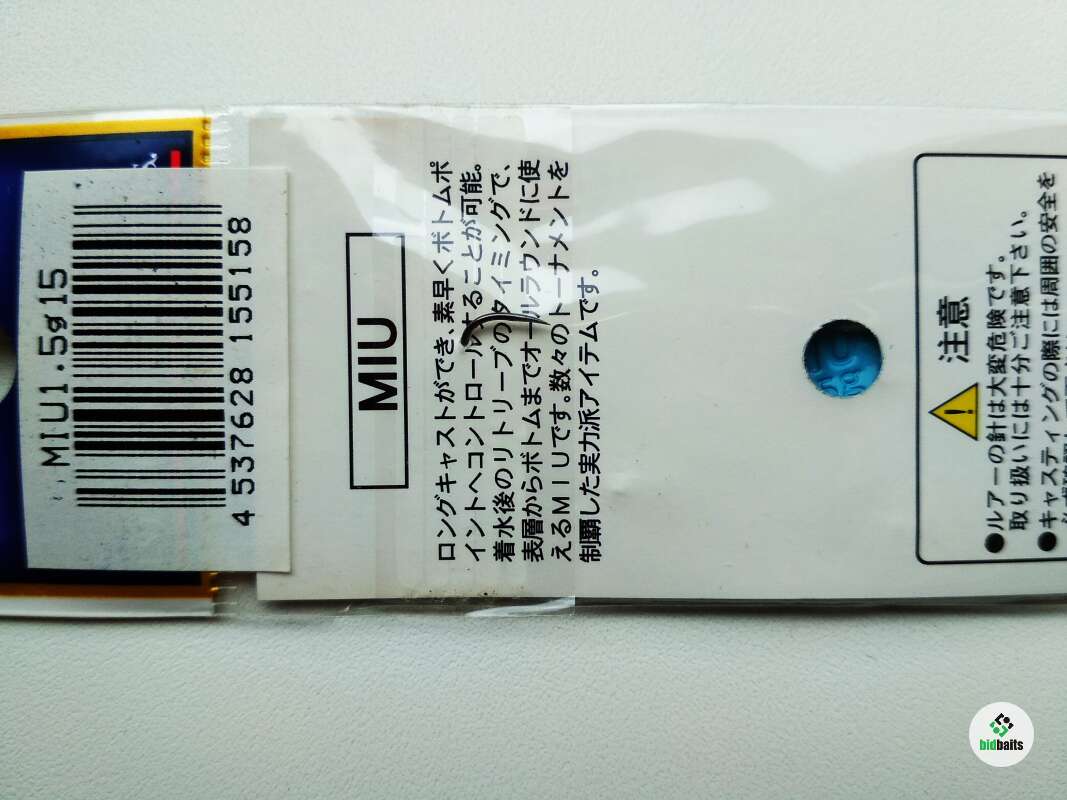 MIU1.5g15
4 537628 155158
MIU
ロングキャストができ、素早くボトムポ
イントへコントロールすることが可能。
着水後のリトリーブのタイミングで、
表層からボトムまでオールラウンドに使
えるMIUです。数々のトーナメントを
制覇した実力派アイテムです。
注意
●ルアーの針は大変危険です。
取り扱いには十分ご注意下さい。
●キャスティングの際には周囲の安全を
bidbaits